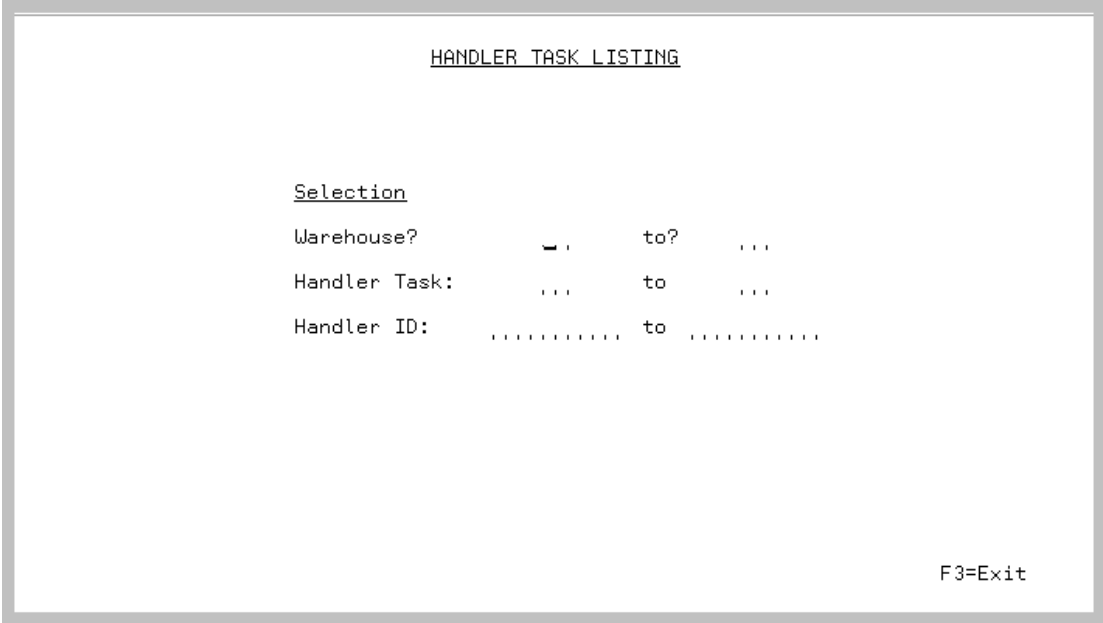 HANDLER TASK LISTING
Selection
Warehouse? to?
Handler Task: to
Handler ID: to
F3=Exit